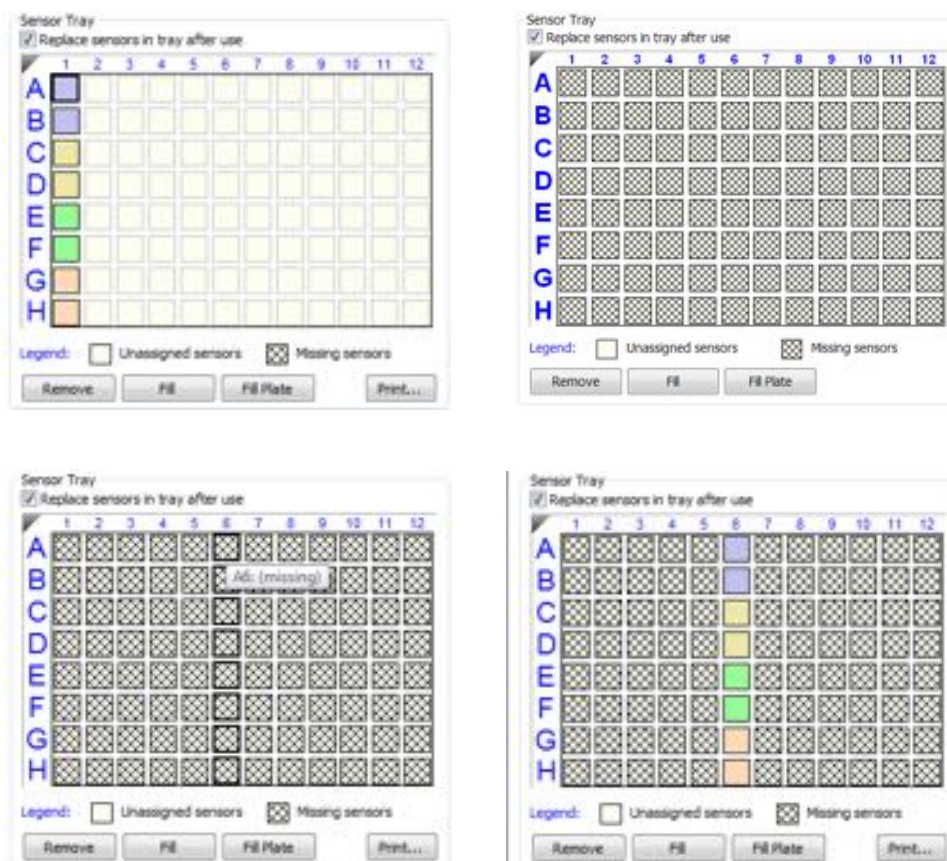 Sensor Tray
Replace sensors in tray after use
1 2 3 4 5 6 7 8 9 10 11 12
A
B
C
D
E
F
G
H
Legend: Unassigned sensors Missing sensors
Remove Fill Fill Plate Print...
Sensor Tray
Replace sensors in tray after use
1 2 3 4 5 6 7 8 9 10 11 12
A
B
C
D
E
F
G
H
Legend: Unassigned sensors Missing sensors
Remove Fill Fill Plate
Sensor Tray
Replace sensors in tray after use
1 2 3 4 5 6 7 8 9 10 11 12
A
B A6: (missing)
C
D
E
F
G
H
Legend: Unassigned sensors Missing sensors
Remove Fill Fill Plate Print...
Sensor Tray
Replace sensors in tray after use
1 2 3 4 5 6 7 8 9 10 11 12
A
B
C
D
E
F
G
H
Legend: Unassigned sensors Missing sensors
Remove Fill Fill Plate Print...